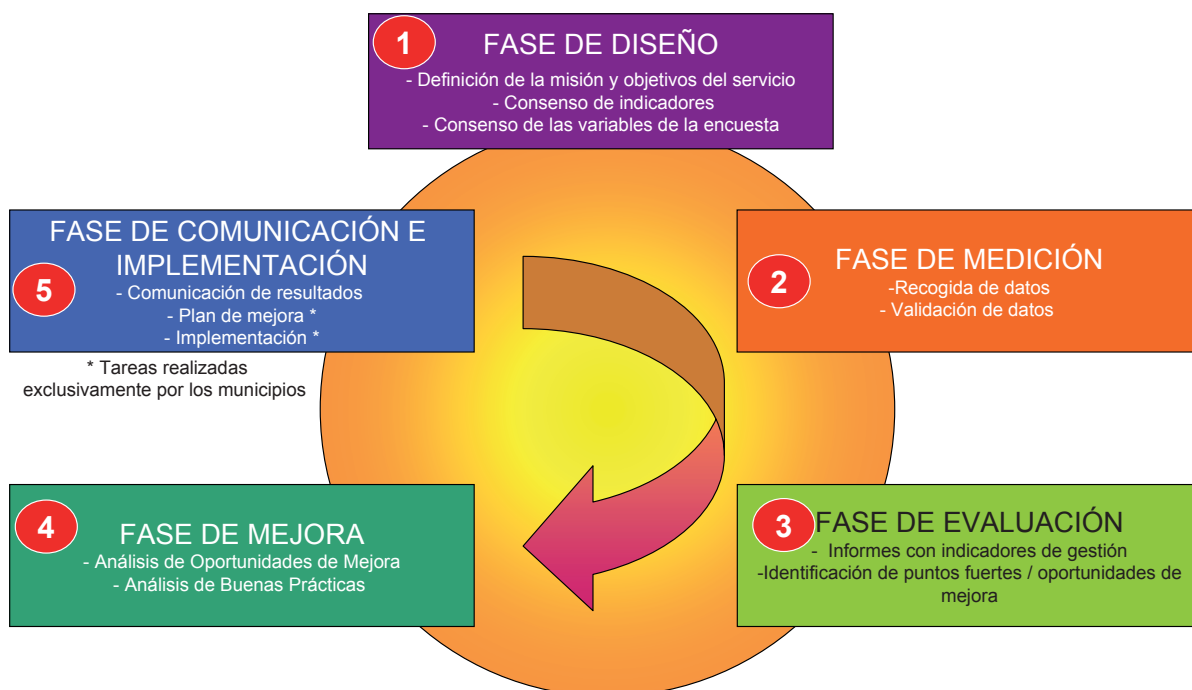 1
FASE DE DISEÑO
- Definición de la misión y objetivos del servicio
- Consenso de indicadores
- Consenso de las variables de la encuesta
2
FASE DE MEDICIÓN
-Recogida de datos
- Validación de datos
3
FASE DE EVALUACIÓN
- Informes con indicadores de gestión
-Identificación de puntos fuertes / oportunidades de
mejora
4
FASE DE MEJORA
- Análisis de Oportunidades de Mejora
- Análisis de Buenas Prácticas
5
FASE DE COMUNICACIÓN E
IMPLEMENTACIÓN
- Comunicación de resultados
- Plan de mejora *
- Implementación *
* Tareas realizadas
exclusivamente por los municipios